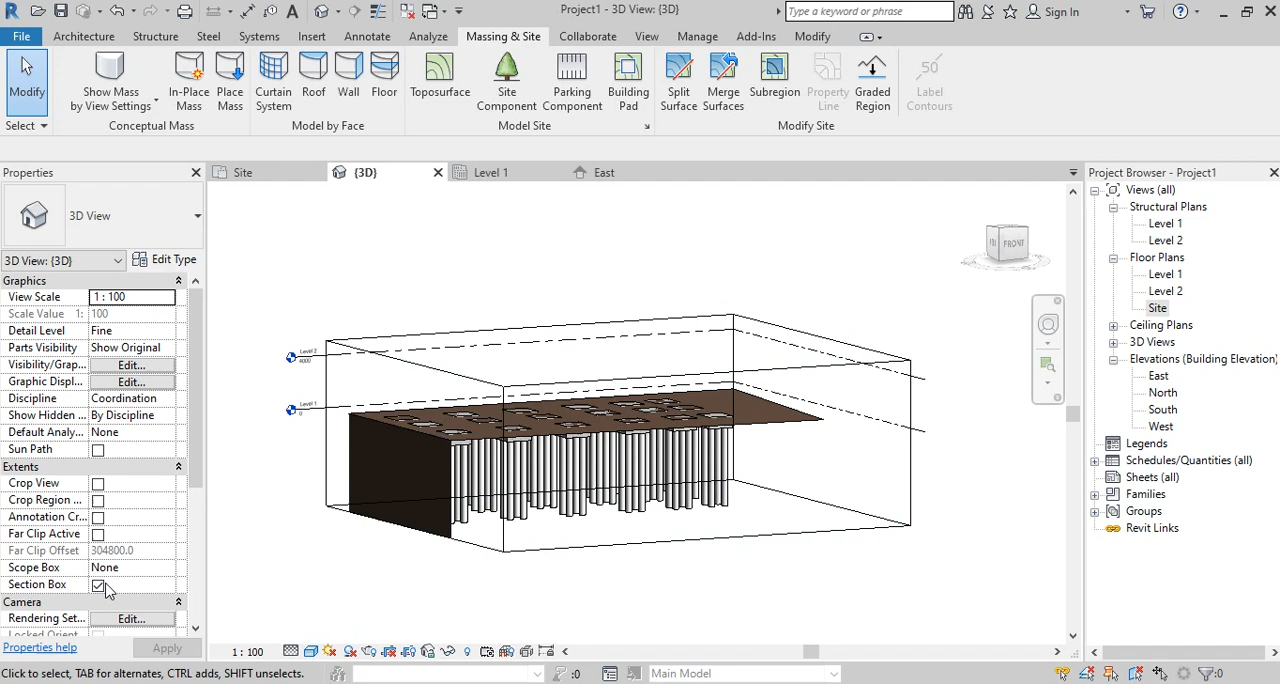 Project1 - 3D View: {3D}
Type a keyword or phrase
Sign In
File
Architecture
Structure
Steel
Systems
Insert
Annotate
Analyze
Massing & Site
Collaborate
View
Manage
Add-Ins
Modify
Modify
Show Mass
by View Settings
In-Place
Mass
Place
Mass
Curtain
System
Roof
Wall
Floor
Toposurface
Site
Component
Parking
Component
Building
Pad
Split
Surface
Merge
Surfaces
Subregion
Property
Line
Graded
Region
50
Label
Contours
Select
Conceptual Mass
Model by Face
Model Site
Modify Site
Properties
Site
{3D}
Level 1
East
Project Browser - Project1
3D View
3D View: {3D}
Edit Type
Graphics
View Scale 1 : 100
Scale Value 1: 100
Detail Level Fine
Parts Visibility Show Original
Visibility/Grap... Edit...
Graphic Displ... Edit...
Discipline Coordination
Show Hidden ... By Discipline
Default Analy... None
Sun Path
Extents
Crop View
Crop Region ...
Annotation Cr...
Far Clip Active
Far Clip Offset 304800.0
Scope Box None
Section Box
Camera
Rendering Set... Edit...
Locked Orient
Properties help
Apply
Level 2
4000
Level 1
0
FRONT
Views (all)
Structural Plans
Level 1
Level 2
Floor Plans
Level 1
Level 2
Site
Ceiling Plans
3D Views
Elevations (Building Elevation)
East
North
South
West
Legends
Schedules/Quantities (all)
Sheets (all)
Families
Groups
Revit Links
1 : 100
Click to select, TAB for alternates, CTRL adds, SHIFT unselects.
:0
Main Model
:0